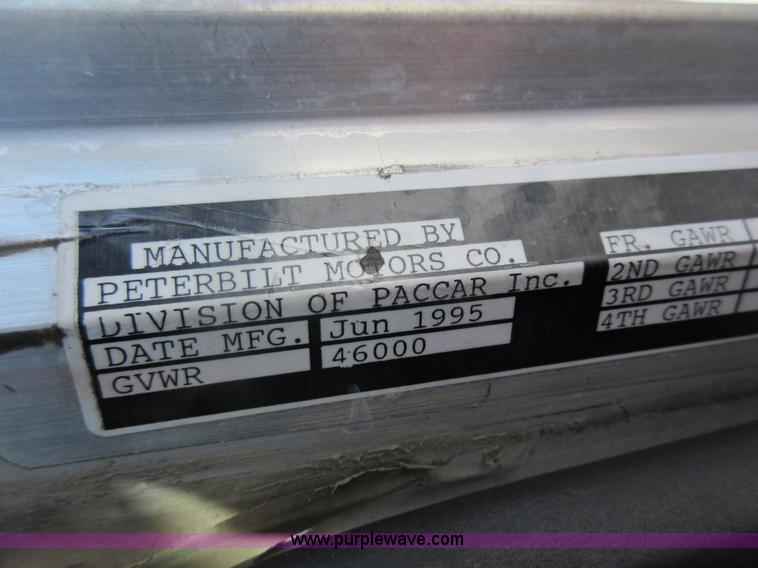 MANUFACTURED BY
PETERBILT MOTORS CO.
DIVISION OF PACCAR Inc.
DATE MFG. Jun 1995
GVWR 46000
FR. GAWR
2ND GAWR
3RD GAWR
4TH GAWR
www.purplewave.com